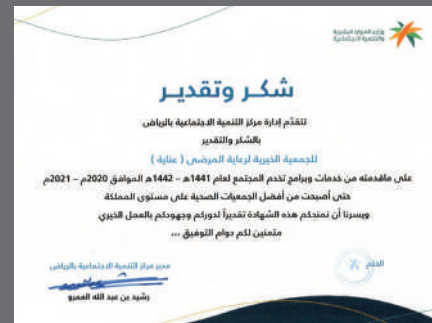 وزارة الموارد البشرية
والتنمية الاجتماعية
شكر وتقدير
تتقدّم إدارة مركز التنمية الاجتماعية بالرياض
بالشكر والتقدير
للجمعية الخيرية لرعاية المرضى ( عناية )
على ماقدمته من خدمات وبرامج تخدم المجتمع لعام 1441هـ – 1442هـ الموافق 2020م – 2021م
حتى أصبحت من أفضل الجمعيات الصحية على مستوى المملكة
ويسرنا أن نمنحكم هذه الشهادة تقديراً لدوركم وجهودكم بالعمل الخيري
متمنين لكم دوام التوفيق ...
الختم
مدير مركز التنمية الاجتماعية بالرياض
رشيد بن عبد الله العمرو